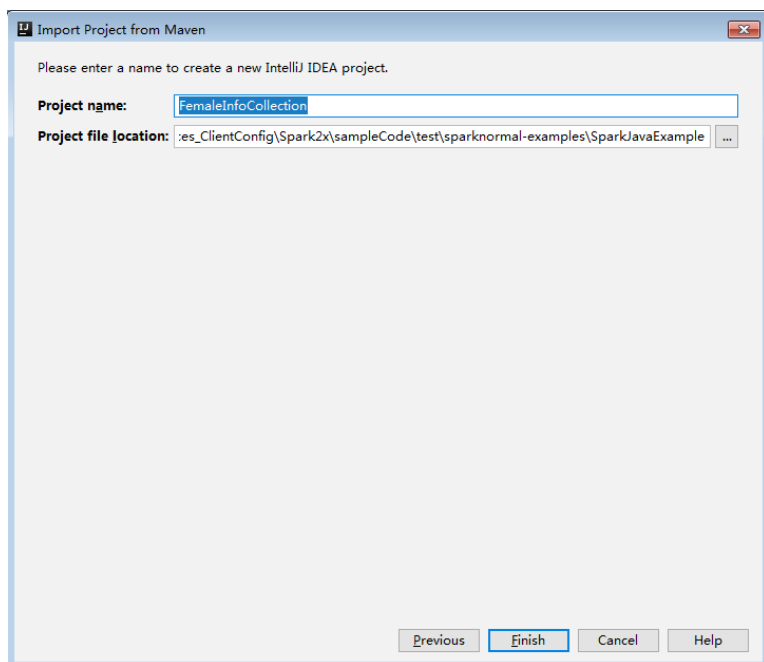 Import Project from Maven
Please enter a name to create a new IntelliJ IDEA project.
Project name: FemaleInfoCollection
Project file location: :es_ClientConfig\Spark2x\sampleCode\test\sparknormal-examples\SparkJavaExample ...
Previous Finish Cancel Help